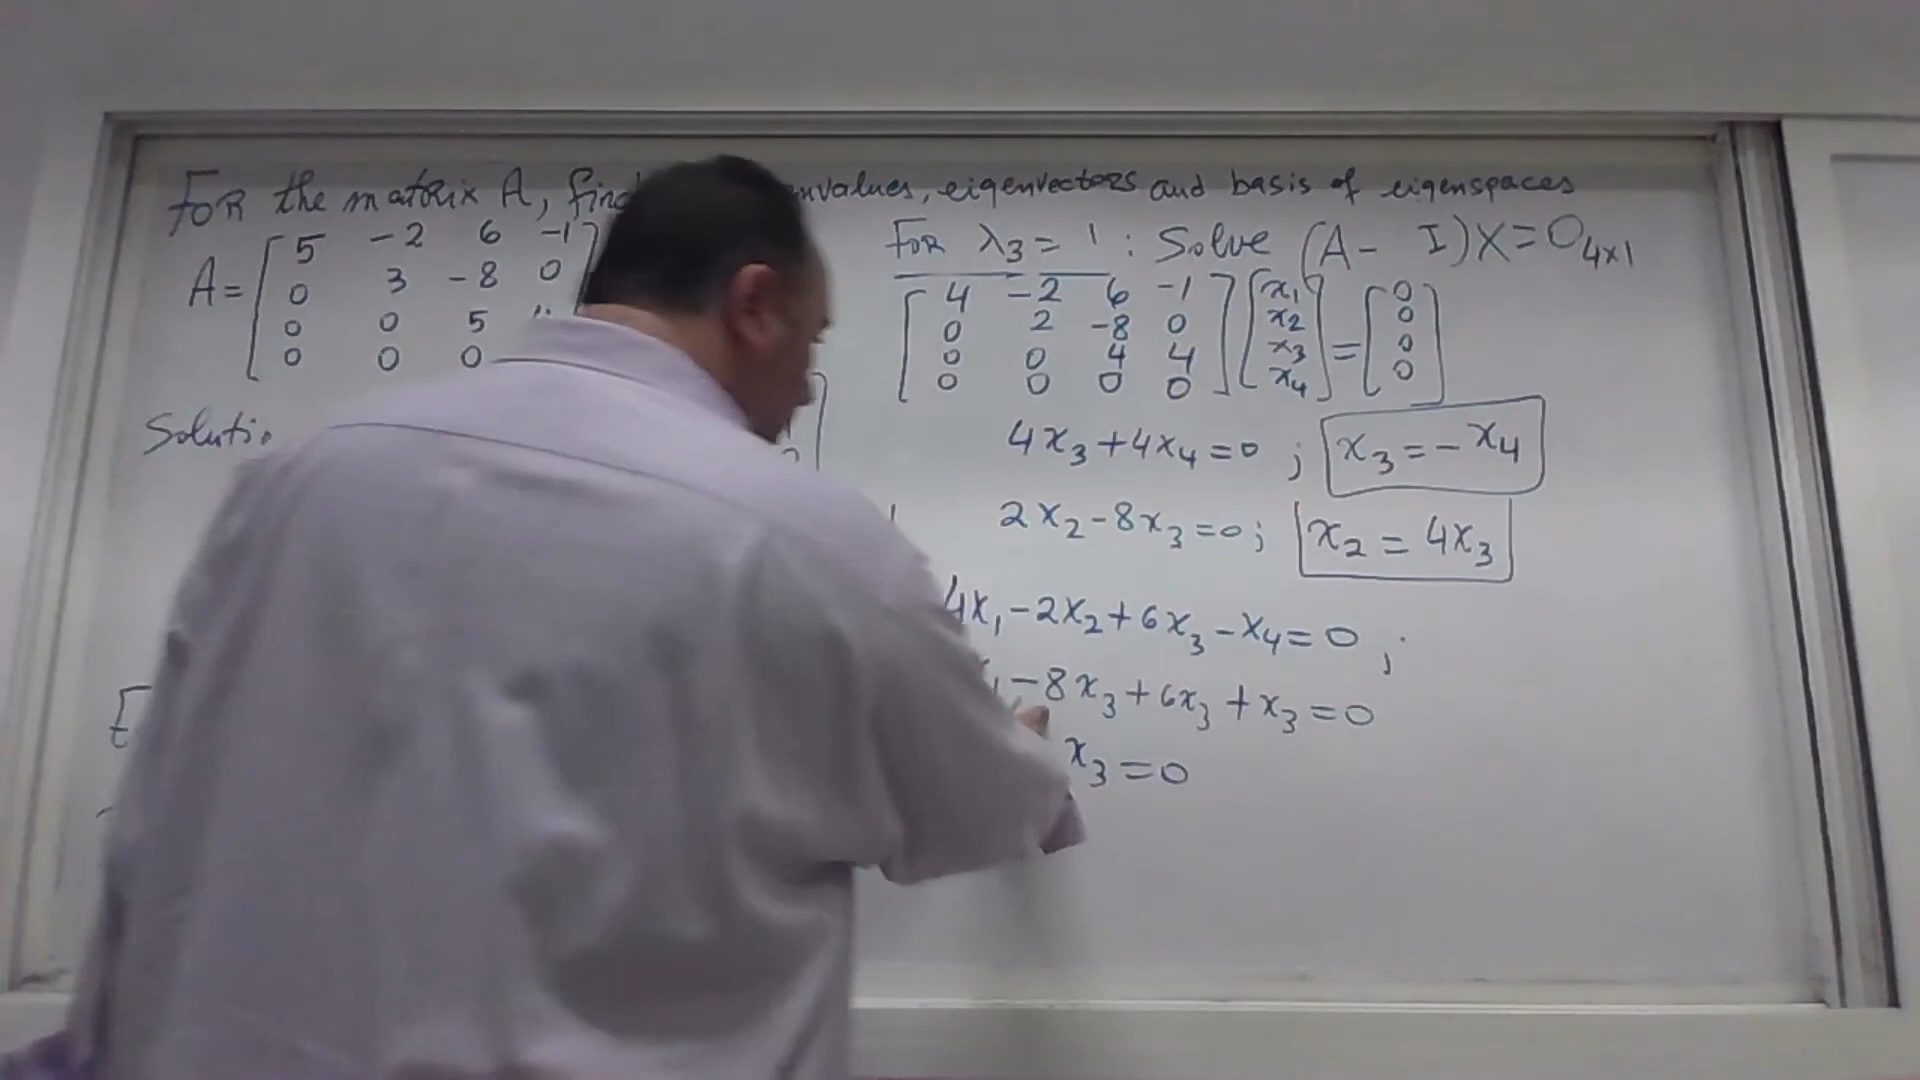 For the matrix A, find envalues, eigenvectors and basis of eigenspaces
A = [ 5 -2 6 -1
0 3 -8 0
0 0 5
0 0 0
Solutio
For λ₃ = 1 : Solve (A - I)X = O₄ₓ₁
[ 4 -2 6 -1 ] [ x₁ ] [ 0 ]
[ 0 2 -8 0 ] [ x₂ ] [ 0 ]
[ 0 0 4 4 ] [ x₃ ] = [ 0 ]
[ 0 0 0 0 ] [ x₄ ] [ 0 ]
4x₃ + 4x₄ = 0 ; x₃ = - x₄
2x₂ - 8x₃ = 0 ; x₂ = 4x₃
4x₁ - 2x₂ + 6x₃ - x₄ = 0 ;
- 8x₃ + 6x₃ + x₃ = 0
x₃ = 0